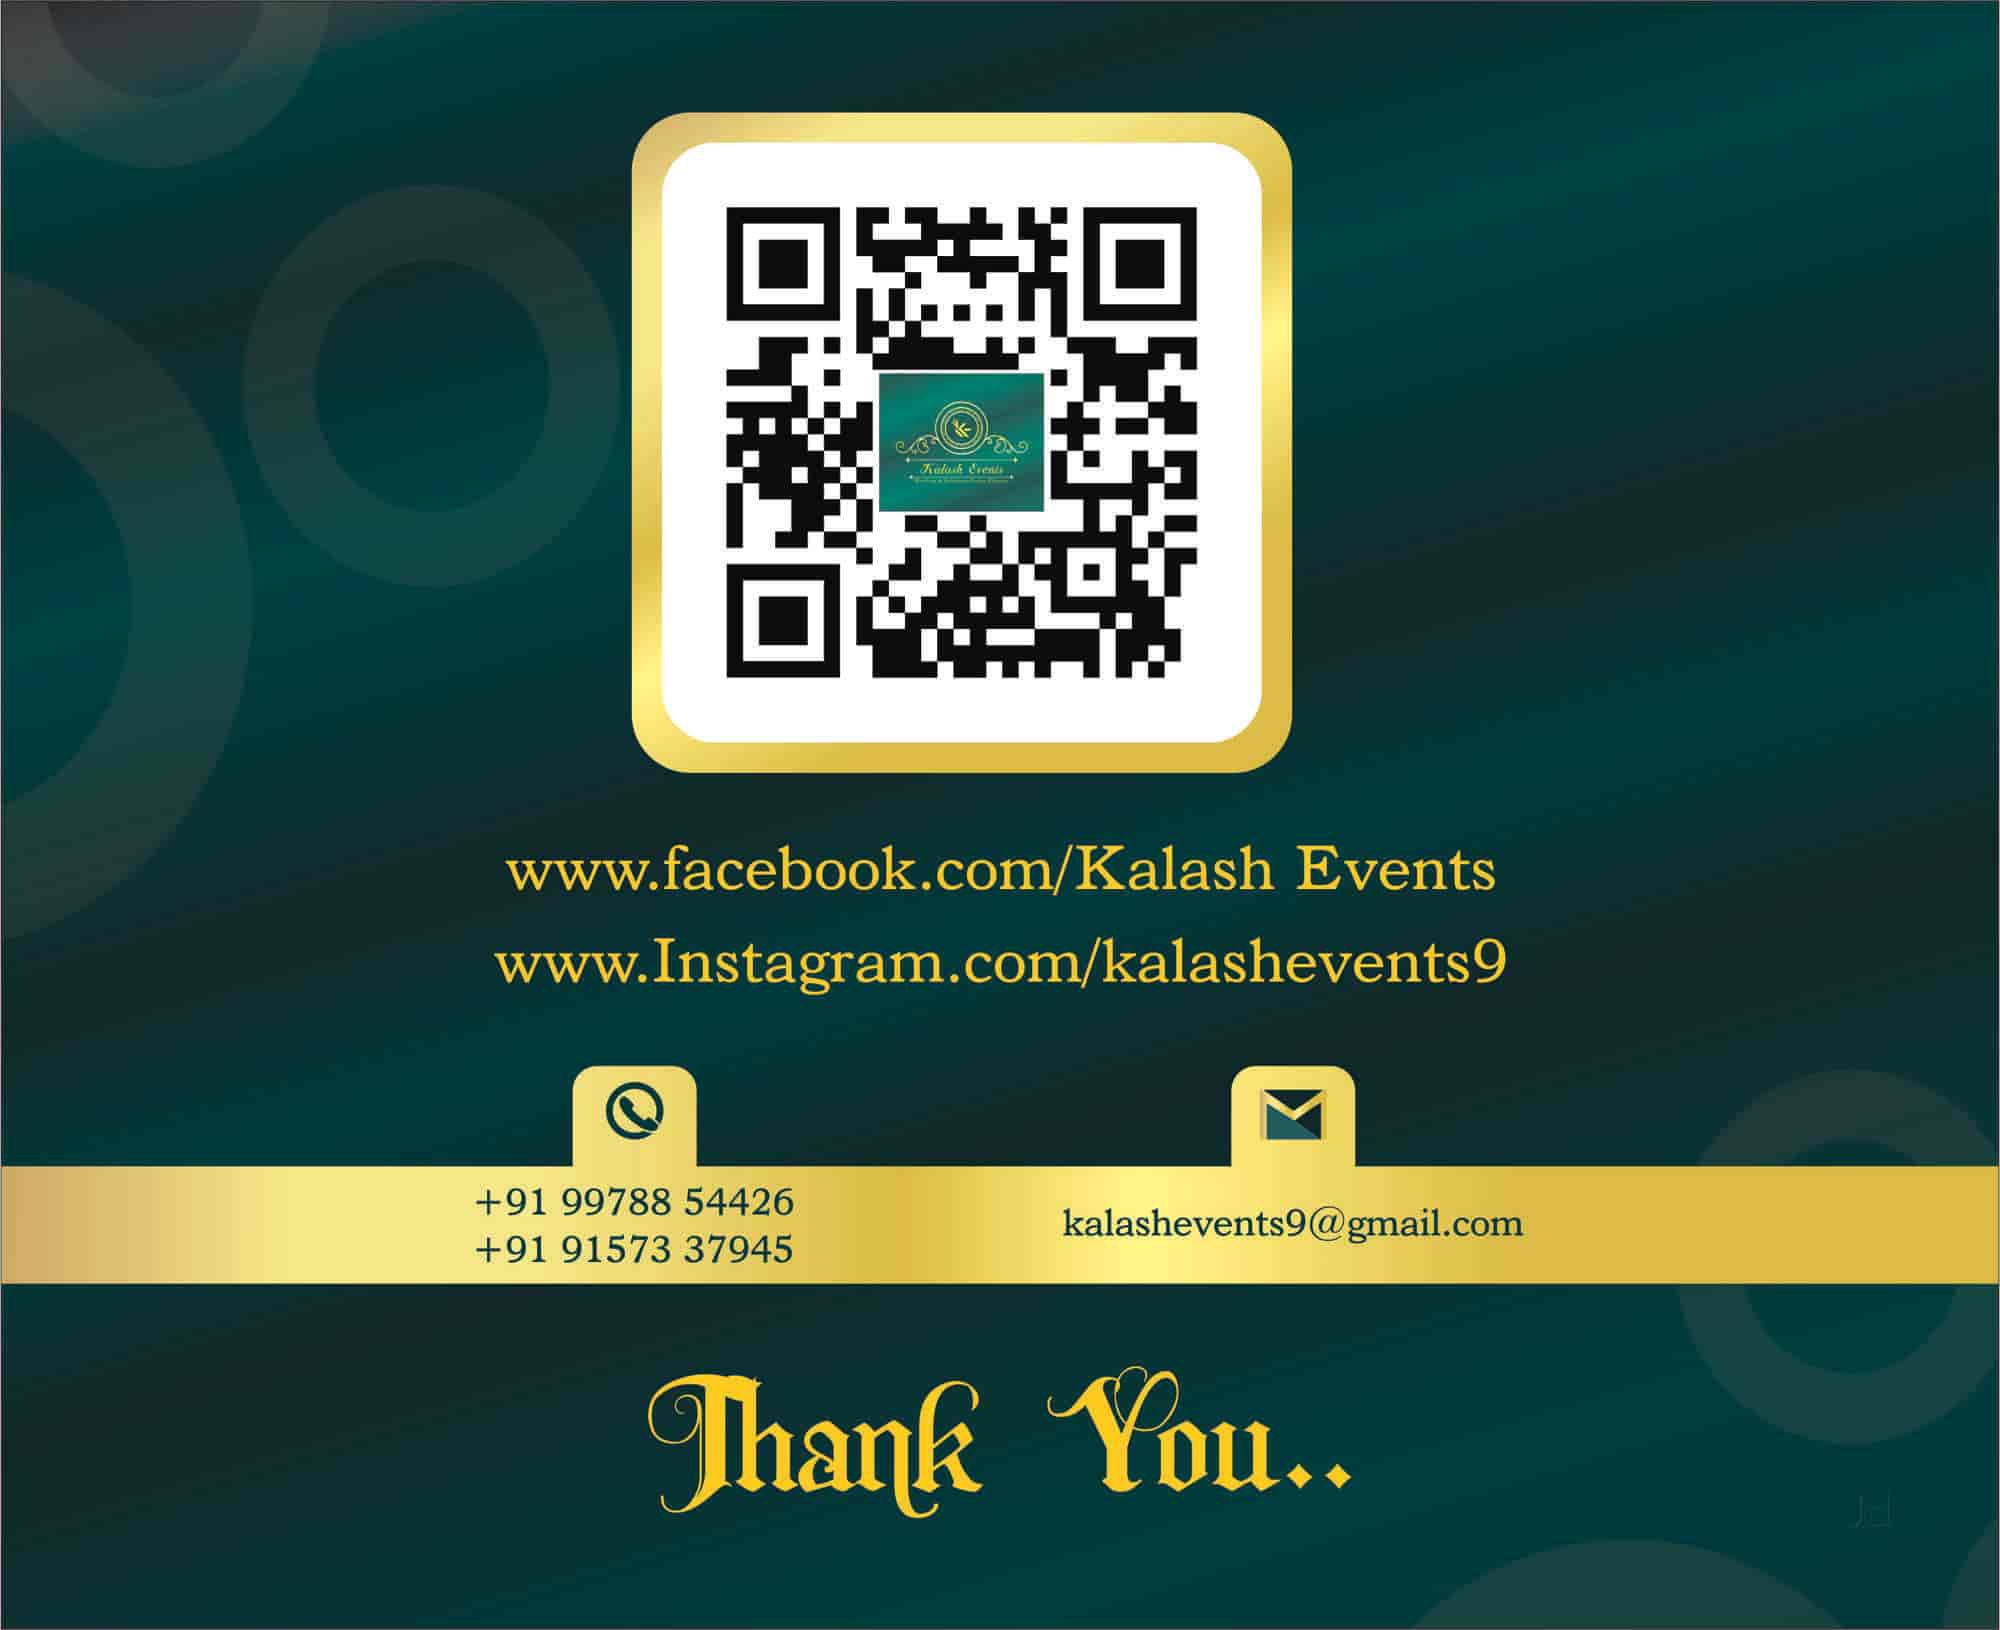 Kalash Events
www.facebook.com/Kalash Events
www.Instagram.com/kalashevents9
+91 99788 54426
+91 91573 37945
kalashevents9@gmail.com
Thank You..